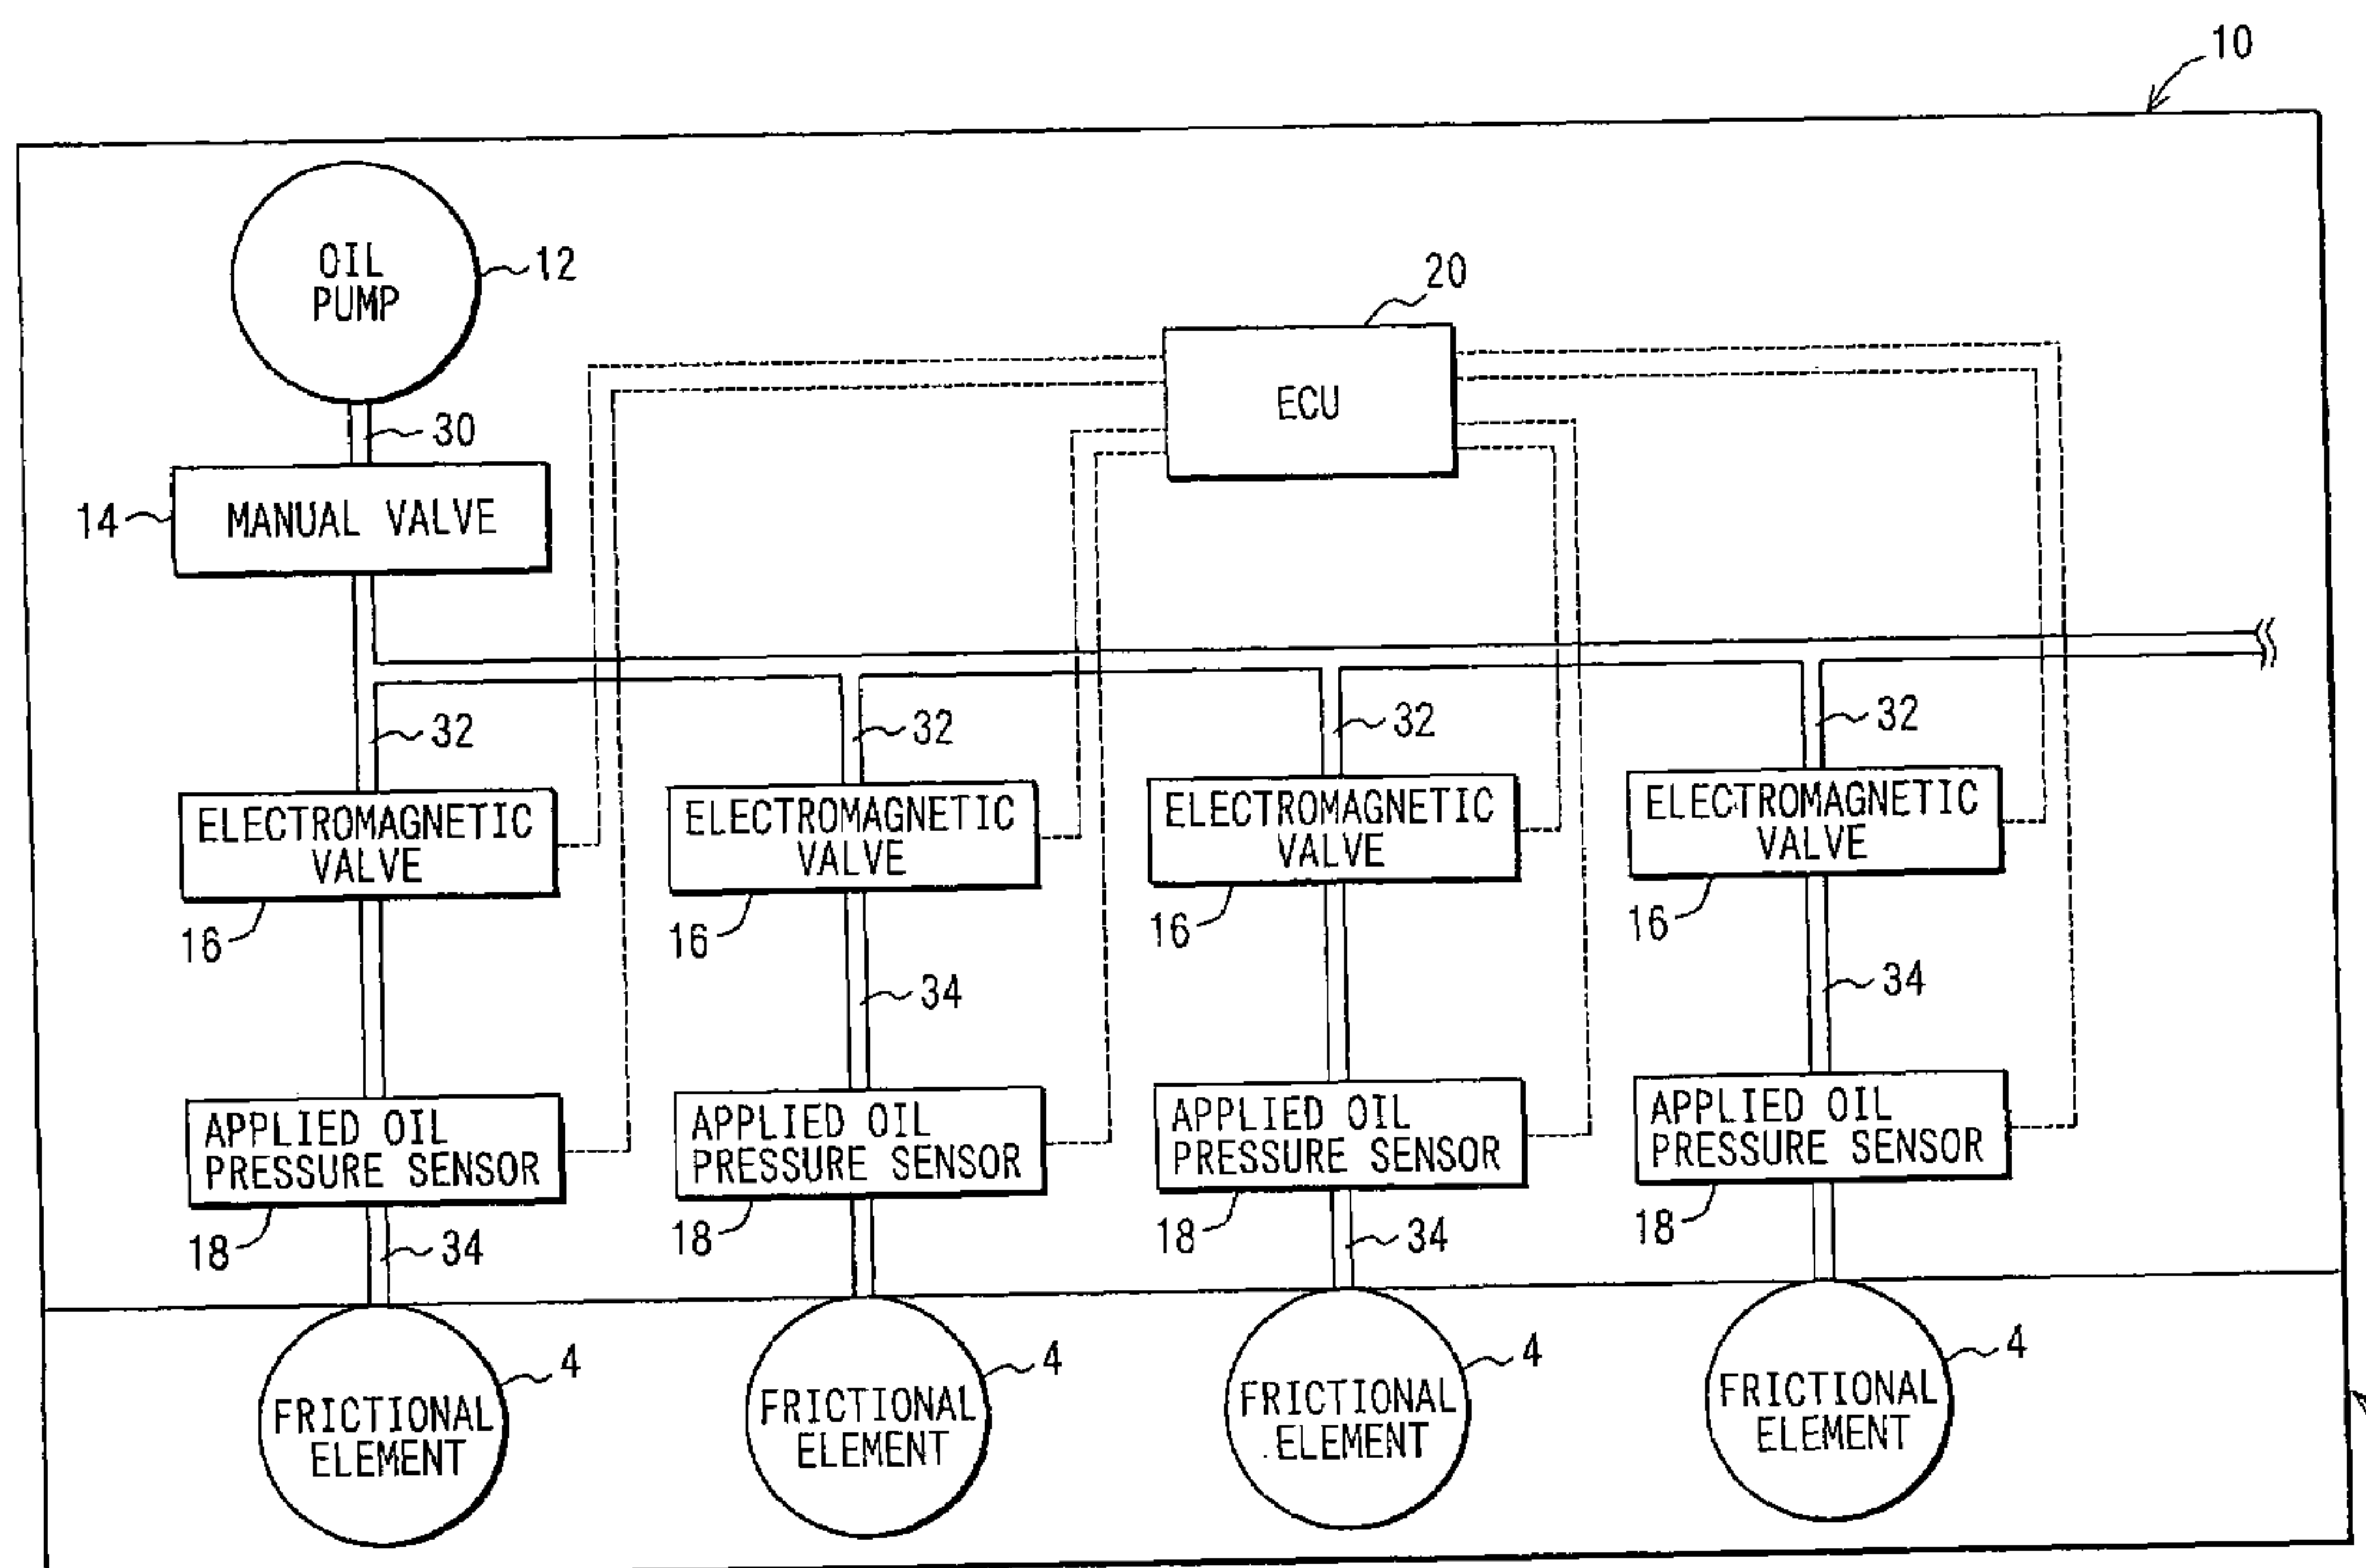 10
OIL
PUMP
12
20
ECU
30
MANUAL VALVE
14
32
32
32
32
ELECTROMAGNETIC
VALVE
ELECTROMAGNETIC
VALVE
ELECTROMAGNETIC
VALVE
ELECTROMAGNETIC
VALVE
16
16
16
16
34
34
APPLIED OIL
PRESSURE SENSOR
APPLIED OIL
PRESSURE SENSOR
APPLIED OIL
PRESSURE SENSOR
APPLIED OIL
PRESSURE SENSOR
18
18
18
18
34
34
4
4
4
4
FRICTIONAL
ELEMENT
FRICTIONAL
ELEMENT
FRICTIONAL
ELEMENT
FRICTIONAL
ELEMENT